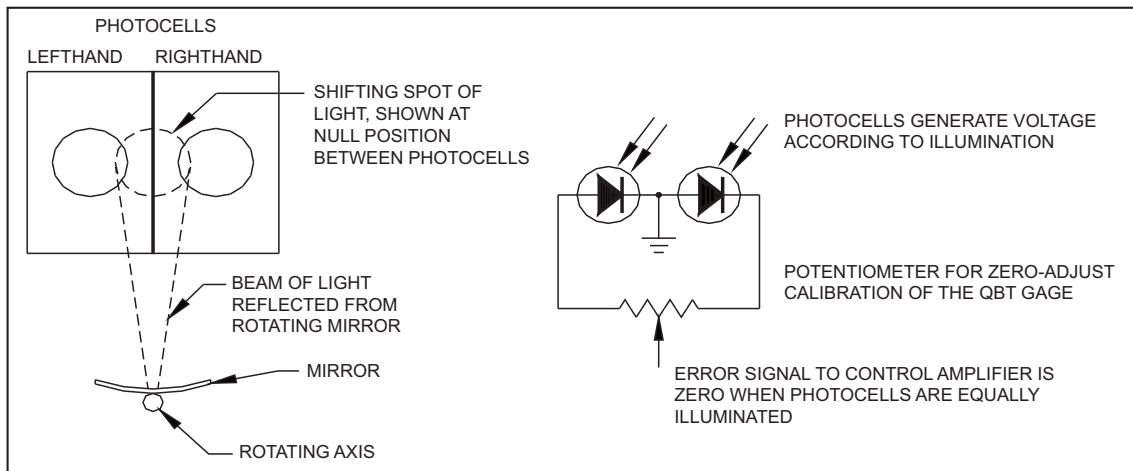 PHOTOCELLS
LEFTHAND RIGHTHAND
SHIFTING SPOT OF
LIGHT, SHOWN AT
NULL POSITION
BETWEEN PHOTOCELLS
BEAM OF LIGHT
REFLECTED FROM
ROTATING MIRROR
MIRROR
ROTATING AXIS
PHOTOCELLS GENERATE VOLTAGE
ACCORDING TO ILLUMINATION
POTENTIOMETER FOR ZERO-ADJUST
CALIBRATION OF THE QBT GAGE
ERROR SIGNAL TO CONTROL AMPLIFIER IS
ZERO WHEN PHOTOCELLS ARE EQUALLY
ILLUMINATED